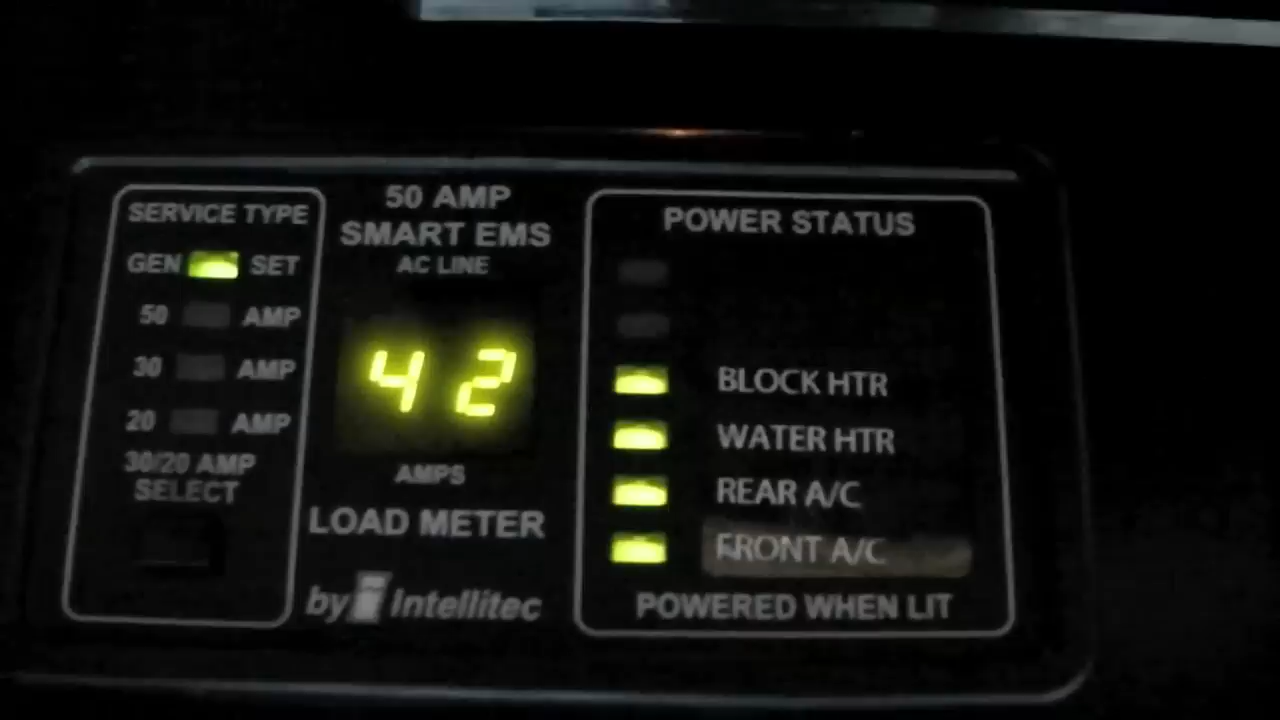 SERVICE TYPE
GEN SET
50 AMP
30 AMP
20 AMP
30/20 AMP
SELECT
50 AMP
SMART EMS
AC LINE
42
AMPS
LOAD METER
by Intellitec
POWER STATUS
BLOCK HTR
WATER HTR
REAR A/C
FRONT A/C
POWERED WHEN LIT